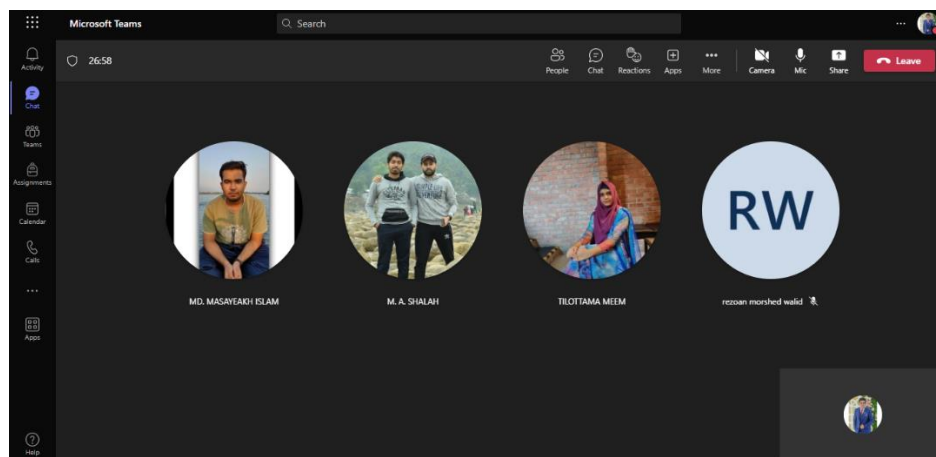 Microsoft Teams
Search
Activity
Chat
Teams
Assignments
Calendar
Calls
Apps
Help
26:58
People
Chat
Reactions
Apps
More
Camera
Mic
Share
Leave
MD. MASAYEAKH ISLAM
M. A. SHALAH
TILOTTAMA MEEM
RW
rezoan morshed walid